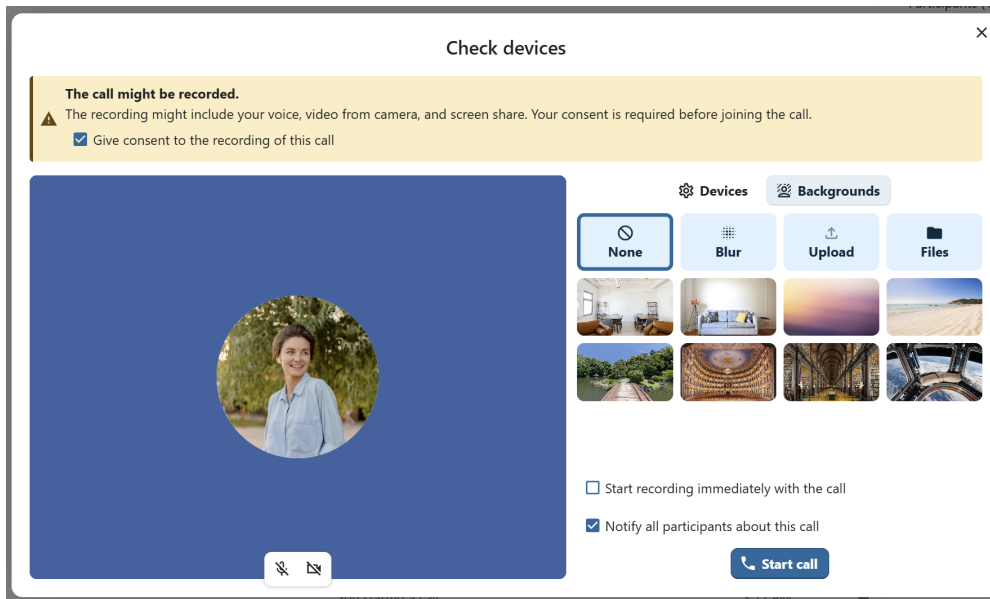 Check devices
The call might be recorded.
The recording might include your voice, video from camera, and screen share. Your consent is required before joining the call.
Give consent to the recording of this call
Devices
Backgrounds
None
Blur
Upload
Files
Start recording immediately with the call
Notify all participants about this call
Start call